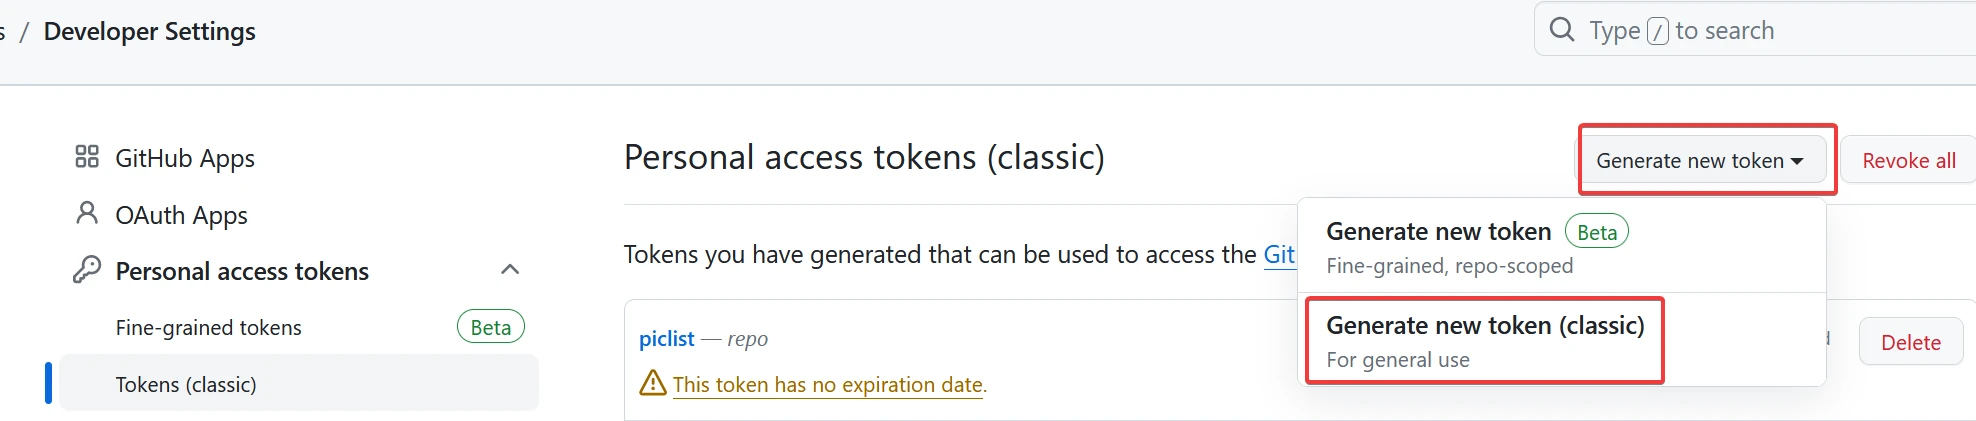 s / Developer Settings
Type / to search
GitHub Apps
OAuth Apps
Personal access tokens
Fine-grained tokens Beta
Tokens (classic)
Personal access tokens (classic)
Generate new token
Revoke all
Tokens you have generated that can be used to access the Git
Generate new token Beta
Fine-grained, repo-scoped
Generate new token (classic)
For general use
piclist — repo
d
Delete
This token has no expiration date.